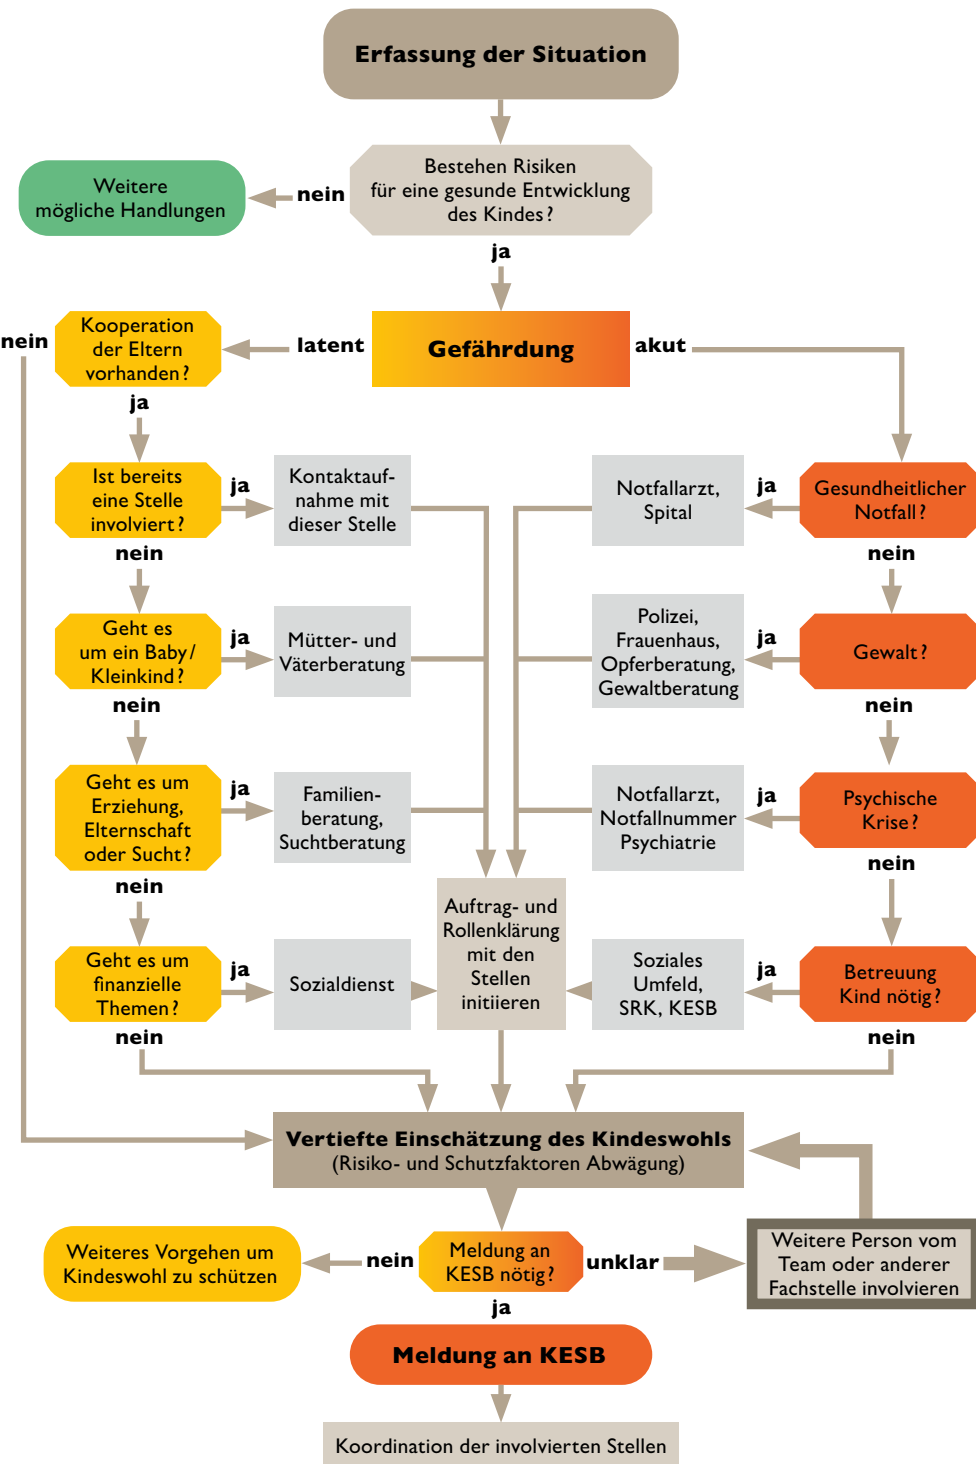 Erfassung der Situation
Bestehen Risiken
für eine gesunde Entwicklung
des Kindes?
nein
Weitere
mögliche Handlungen
ja
Gefährdung
latent
akut
Kooperation
der Eltern
vorhanden?
nein
ja
Ist bereits
eine Stelle
involviert?
ja
Kontaktauf-
nahme mit
dieser Stelle
nein
Geht es
um ein Baby/
Kleinkind?
ja
Mütter- und
Väterberatung
nein
Geht es um
Erziehung,
Elternschaft
oder Sucht?
ja
Familien-
beratung,
Suchtberatung
nein
Geht es um
finanzielle
Themen?
ja
Sozialdienst
nein
Gesundheitlicher
Notfall?
ja
Notfallarzt,
Spital
nein
Gewalt?
ja
Polizei,
Frauenhaus,
Opferberatung,
Gewaltberatung
nein
Psychische
Krise?
ja
Notfallarzt,
Notfallnummer
Psychiatrie
nein
Betreuung
Kind nötig?
ja
Soziales
Umfeld,
SRK, KESB
nein
Auftrag- und
Rollenklärung
mit den
Stellen
initiieren
Vertiefte Einschätzung des Kindeswohls
(Risiko- und Schutzfaktoren Abwägung)
Meldung an
KESB nötig?
nein
Weiteres Vorgehen um
Kindeswohl zu schützen
unklar
Weitere Person vom
Team oder anderer
Fachstelle involvieren
ja
Meldung an KESB
Koordination der involvierten Stellen